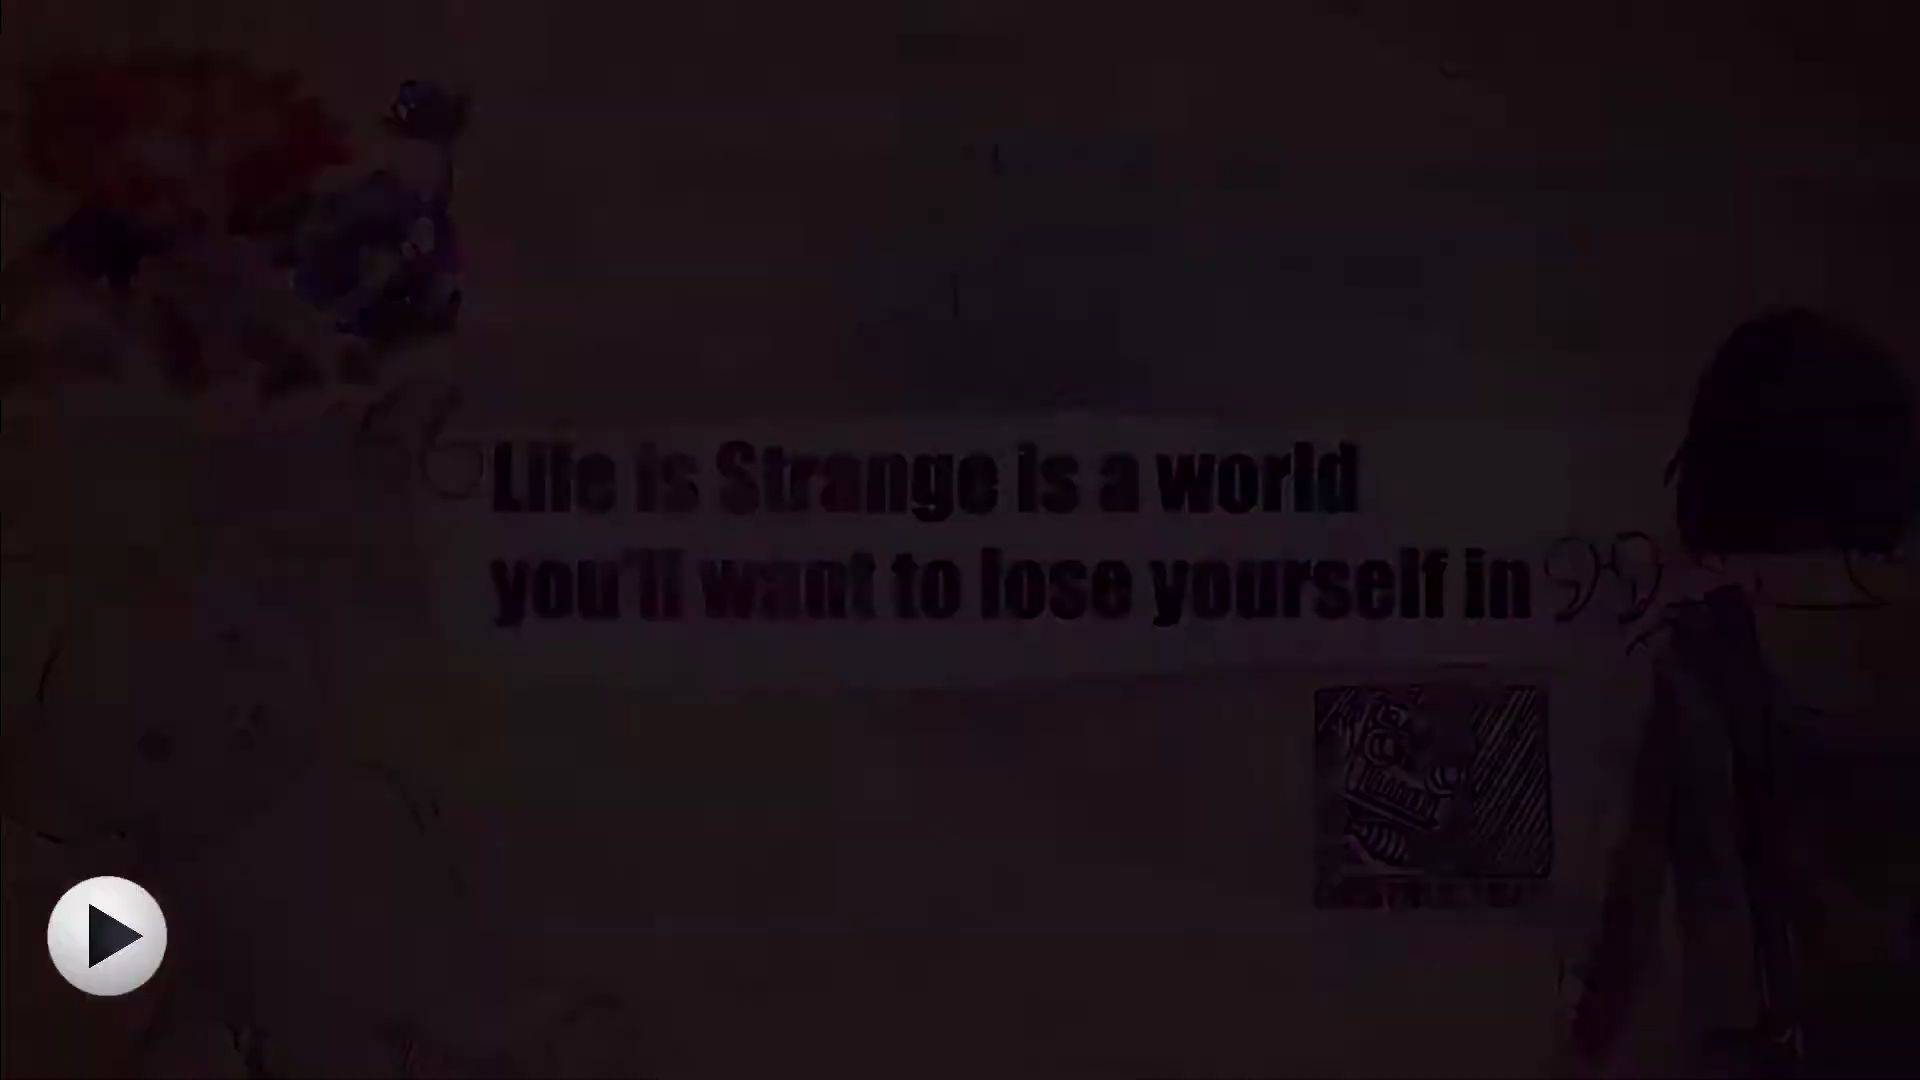 “Life is Strange is a world
you'll want to lose yourself in”